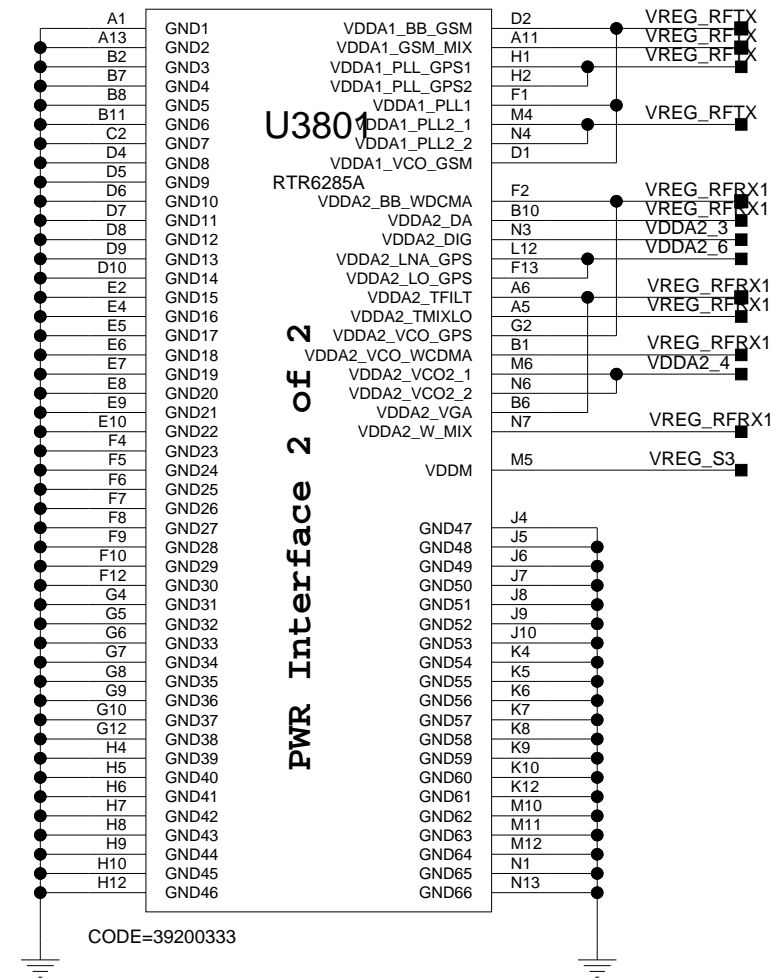 A1 GND1
A13 GND2
B2 GND3
B7 GND4
B8 GND5
B11 GND6
C2 GND7
D4 GND8
D5 GND9
D6 GND10
D7 GND11
D8 GND12
D9 GND13
D10 GND14
E2 GND15
E4 GND16
E5 GND17
E6 GND18
E7 GND19
E8 GND20
E9 GND21
E10 GND22
F4 GND23
F5 GND24
F6 GND25
F7 GND26
F8 GND27
F9 GND28
F10 GND29
F12 GND30
G4 GND31
G5 GND32
G6 GND33
G7 GND34
G8 GND35
G9 GND36
G10 GND37
G12 GND38
H4 GND39
H5 GND40
H6 GND41
H7 GND42
H8 GND43
H9 GND44
H10 GND45
H12 GND46
U3801
RTR6285A
PWR Interface 2 of 2
VDDA1_BB_GSM D2 VREG_RFTX
VDDA1_GSM_MIX A11 VREG_RFTX
VDDA1_PLL_GPS1 H1 VREG_RFTX
VDDA1_PLL_GPS2 H2
VDDA1_PLL1 F1
VDDA1_PLL2_1 M4 VREG_RFTX
VDDA1_PLL2_2 N4
VDDA1_VCO_GSM D1
VDDA2_BB_WDCMA F2 VREG_RFRX1
VDDA2_DA B10 VREG_RFRX1
VDDA2_DIG N3 VDDA2_3
VDDA2_LNA_GPS L12 VDDA2_6
VDDA2_LO_GPS F13
VDDA2_TFILT A6 VREG_RFRX1
VDDA2_TMIXLO A5 VREG_RFRX1
VDDA2_VCO_GPS G2
VDDA2_VCO_WCDMA B1 VREG_RFRX1
VDDA2_VCO2_1 M6 VDDA2_4
VDDA2_VCO2_2 N6
VDDA2_VGA B6
VDDA2_W_MIX N7 VREG_RFRX1
VDDM M5 VREG_S3
GND47 J4
GND48 J5
GND49 J6
GND50 J7
GND51 J8
GND52 J9
GND53 J10
GND54 K4
GND55 K5
GND56 K6
GND57 K7
GND58 K8
GND59 K9
GND60 K10
GND61 K12
GND62 M10
GND63 M11
GND64 M12
GND65 N1
GND66 N13
CODE=39200333